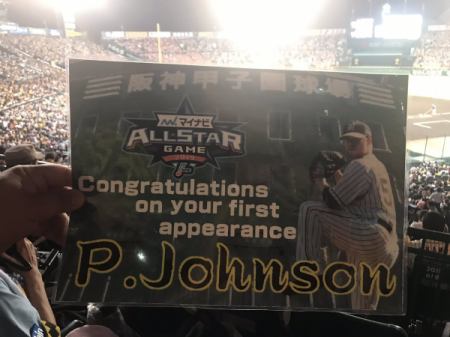 阪神甲子園球場
マイナビ
ALLSTAR
GAME
2019
Congratulations
on your first
appearance
P.Johnson